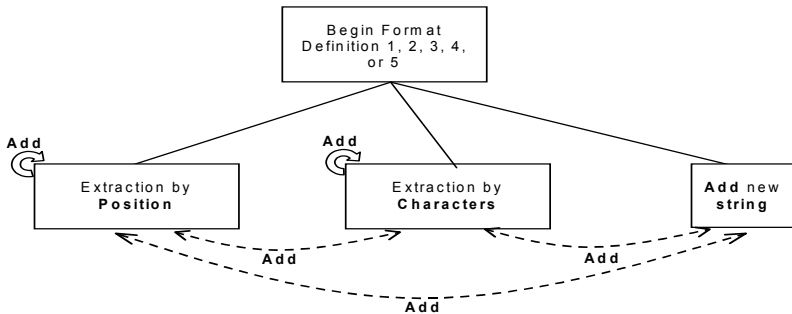 Begin Format
Definition 1, 2, 3, 4,
or 5
Add
Add
Extraction by
Position
Extraction by
Characters
Add new
string
Add
Add
Add